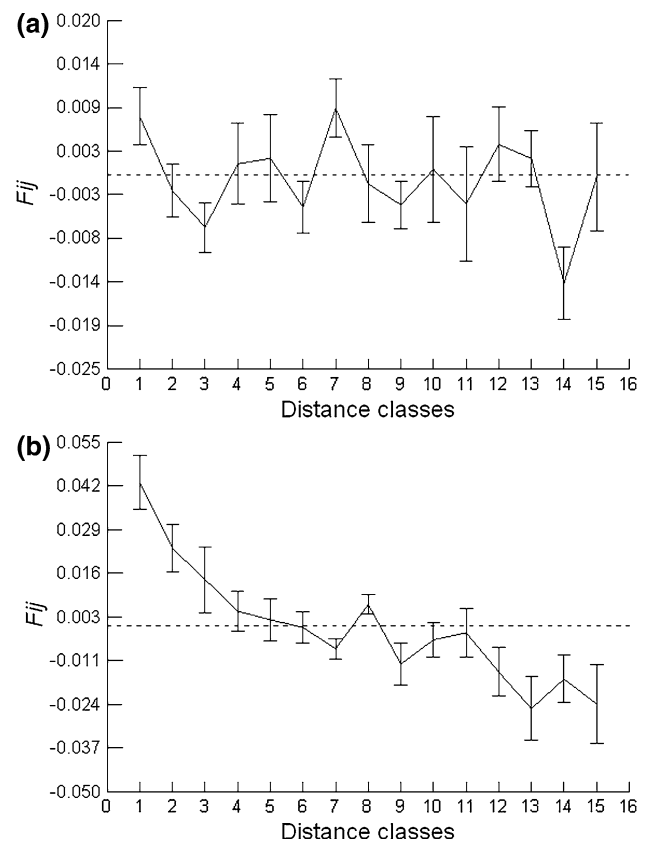 (a)
0.020
0.014
0.009
0.003
-0.003
-0.008
-0.014
-0.019
-0.025
Fij
0 1 2 3 4 5 6 7 8 9 10 11 12 13 14 15 16
Distance classes
(b)
0.055
0.042
0.029
0.016
0.003
-0.011
-0.024
-0.037
-0.050
Fij
0 1 2 3 4 5 6 7 8 9 10 11 12 13 14 15 16
Distance classes